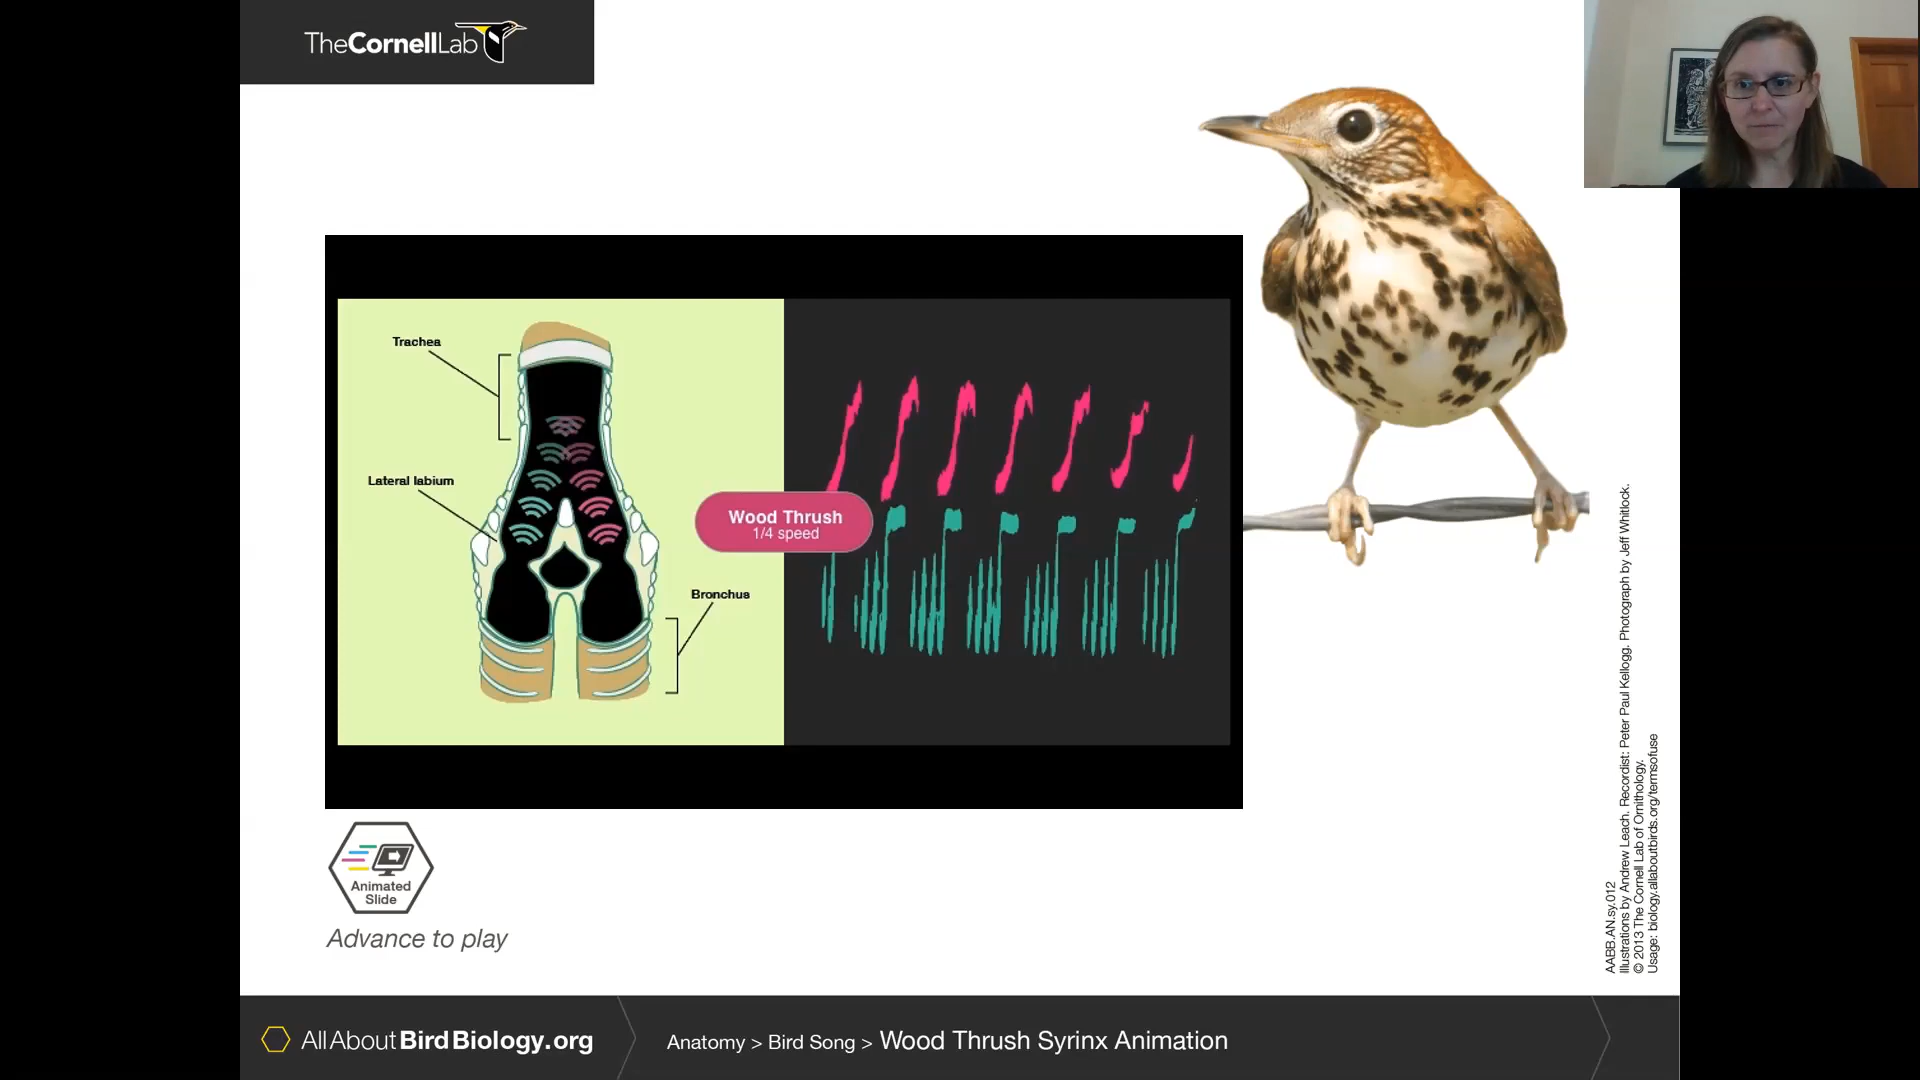 TheCornellLab
Trachea
Lateral labium
Wood Thrush
1/4 speed
Bronchus
Animated
Slide
Advance to play
AABB.AN.sy.012
Illustrations by Andrew Leach. Recordist: Peter Paul Kellogg. Photograph by Jeff Whitlock.
© 2013 The Cornell Lab of Ornithology.
Usage: biology.allaboutbirds.org/termsofuse
AllAboutBirdBiology.org
Anatomy > Bird Song > Wood Thrush Syrinx Animation